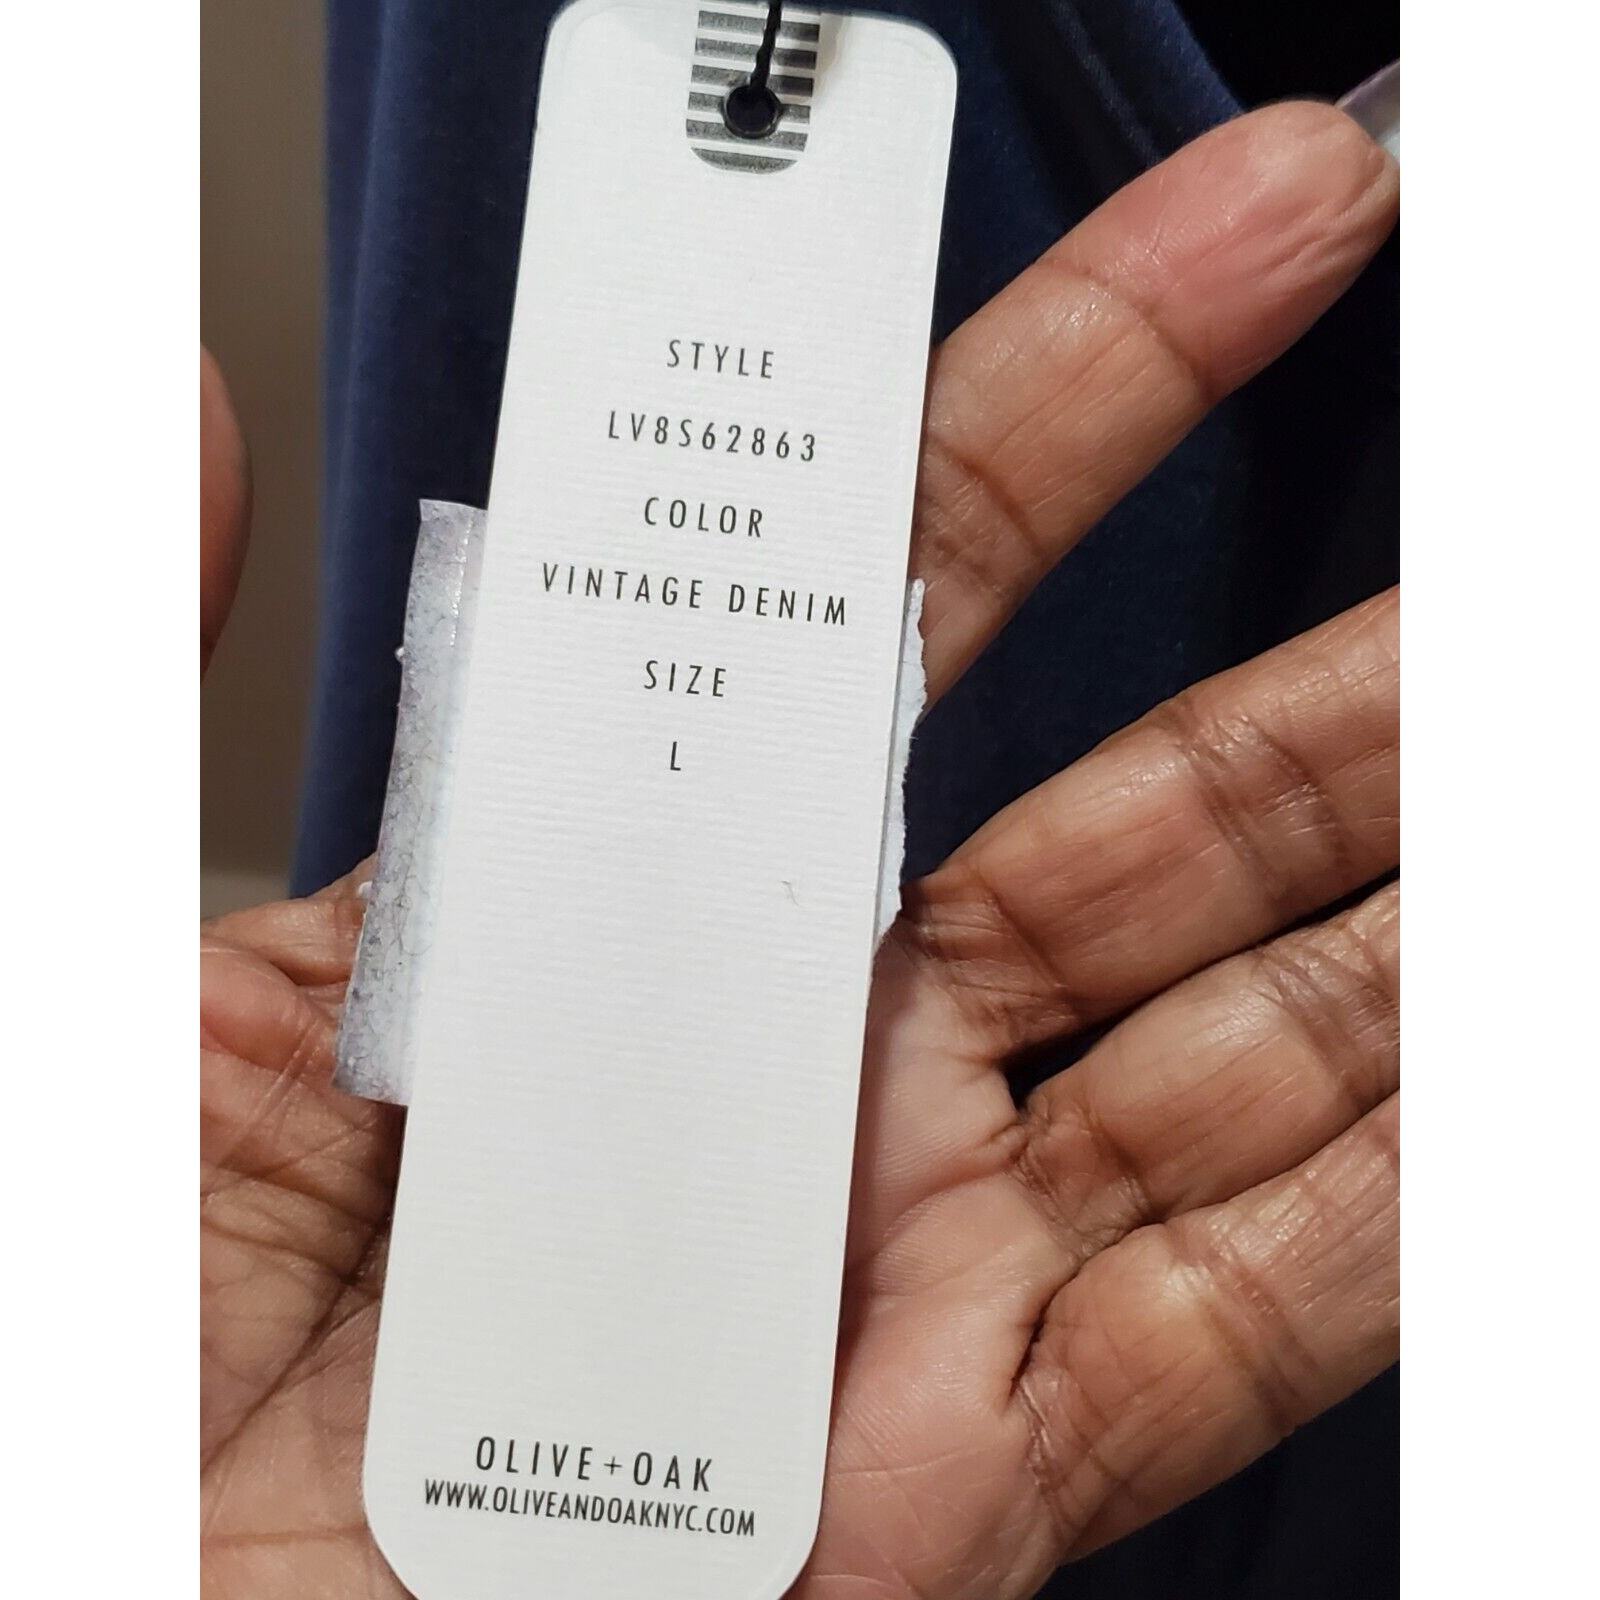 STYLE
LV8S62863
COLOR
VINTAGE DENIM
SIZE
L
OLIVE+OAK
WWW.OLIVEANDOAKNYC.COM